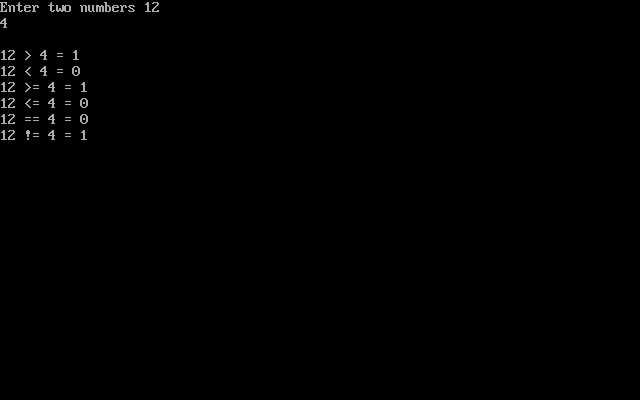 Enter two numbers 12
4
12 > 4 = 1
12 < 4 = 0
12 >= 4 = 1
12 <= 4 = 0
12 == 4 = 0
12 != 4 = 1